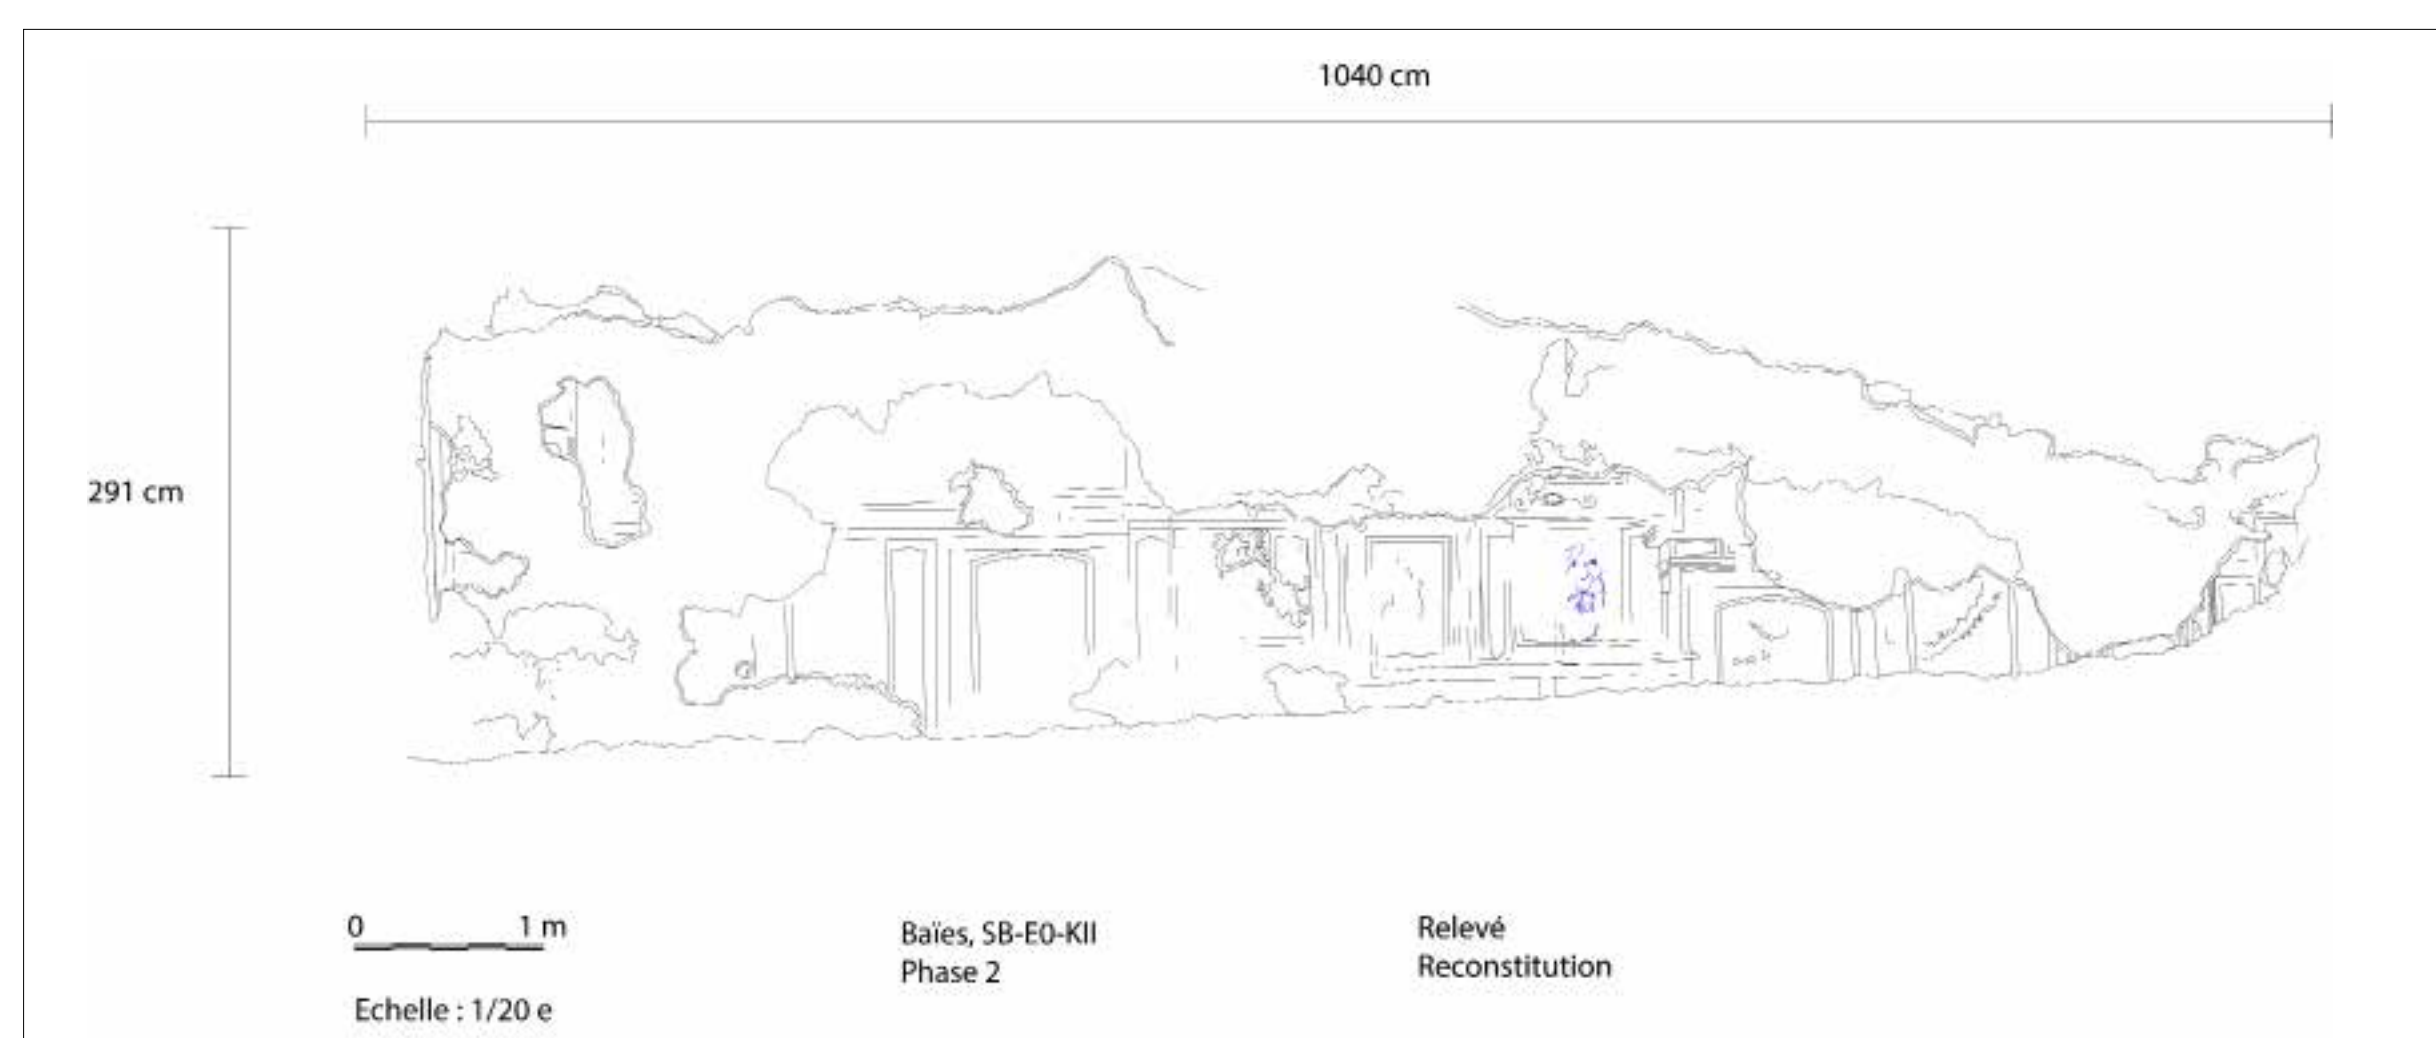 1040 cm
291 cm
0 1 m
Echelle : 1/20 e
Baïes, SB-E0-KII
Phase 2
Relevé
Reconstitution